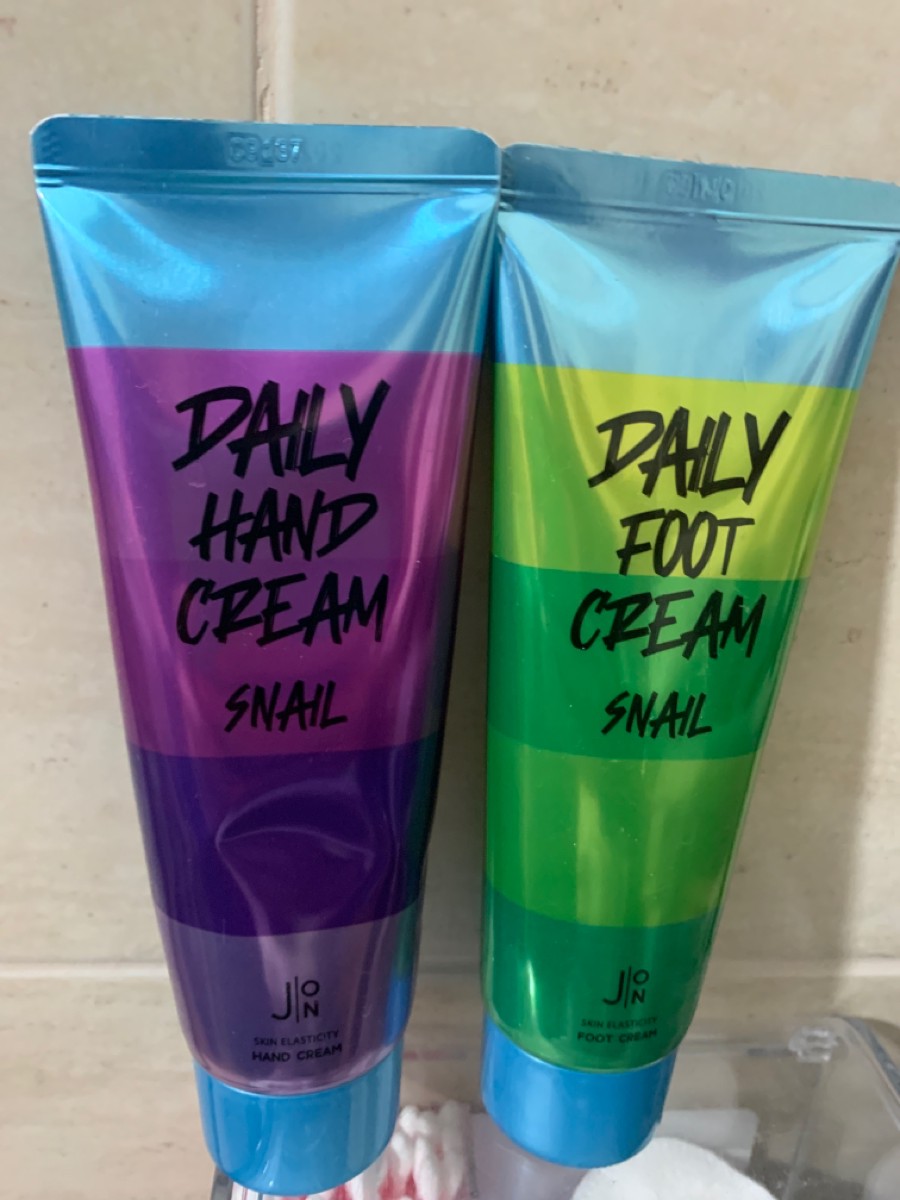 DAILY
HAND
CREAM
SNAIL
J|ON
SKIN ELASTICITY
HAND CREAM
DAILY
FOOT
CREAM
SNAIL
J|ON
SKIN ELASTICITY
FOOT CREAM